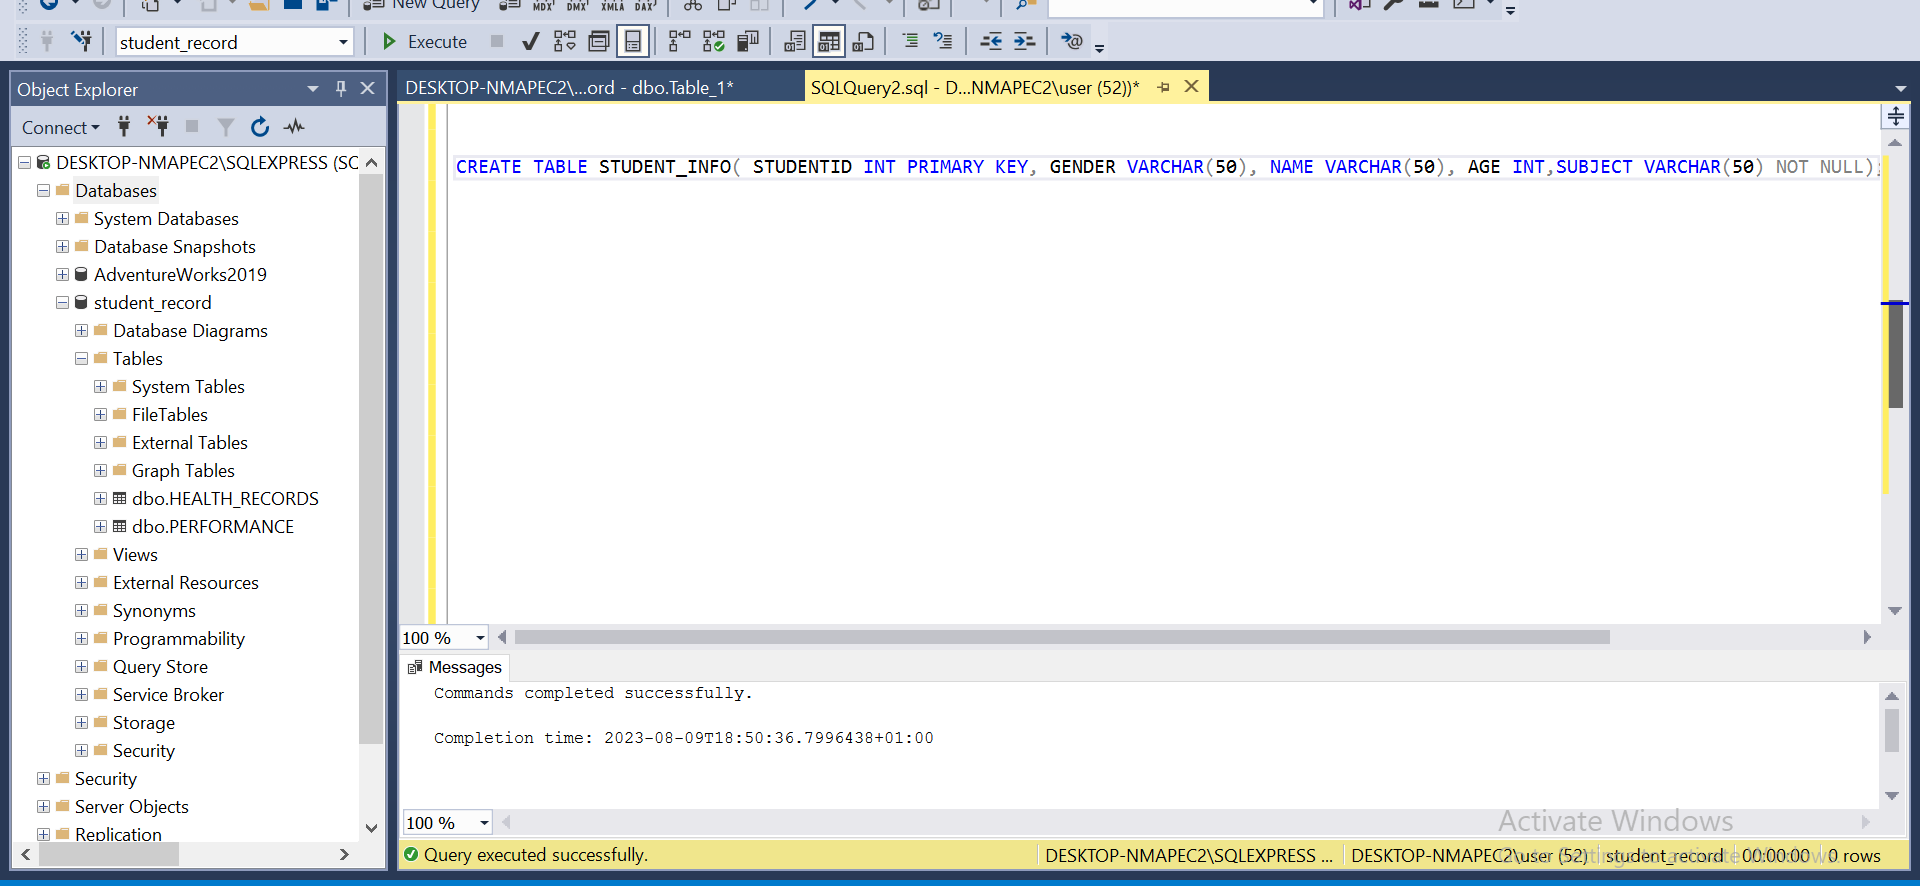 New Query
MDX DMX XMLA DAX
student_record
Execute
Object Explorer
DESKTOP-NMAPEC2\...ord - dbo.Table_1*
SQLQuery2.sql - D...NMAPEC2\user (52))*
Connect
DESKTOP-NMAPEC2\SQLEXPRESS (SC
Databases
System Databases
Database Snapshots
AdventureWorks2019
student_record
Database Diagrams
Tables
System Tables
FileTables
External Tables
Graph Tables
dbo.HEALTH_RECORDS
dbo.PERFORMANCE
Views
External Resources
Synonyms
Programmability
Query Store
Service Broker
Storage
Security
Security
Server Objects
Replication
CREATE TABLE STUDENT_INFO( STUDENTID INT PRIMARY KEY, GENDER VARCHAR(50), NAME VARCHAR(50), AGE INT,SUBJECT VARCHAR(50) NOT NULL);
100 %
Messages
Commands completed successfully.
Completion time: 2023-08-09T18:50:36.7996438+01:00
100 %
Activate Windows
Go to Settings to activate Windows.
Query executed successfully.
DESKTOP-NMAPEC2\SQLEXPRESS ...
DESKTOP-NMAPEC2\user (52)
student_record
00:00:00
0 rows